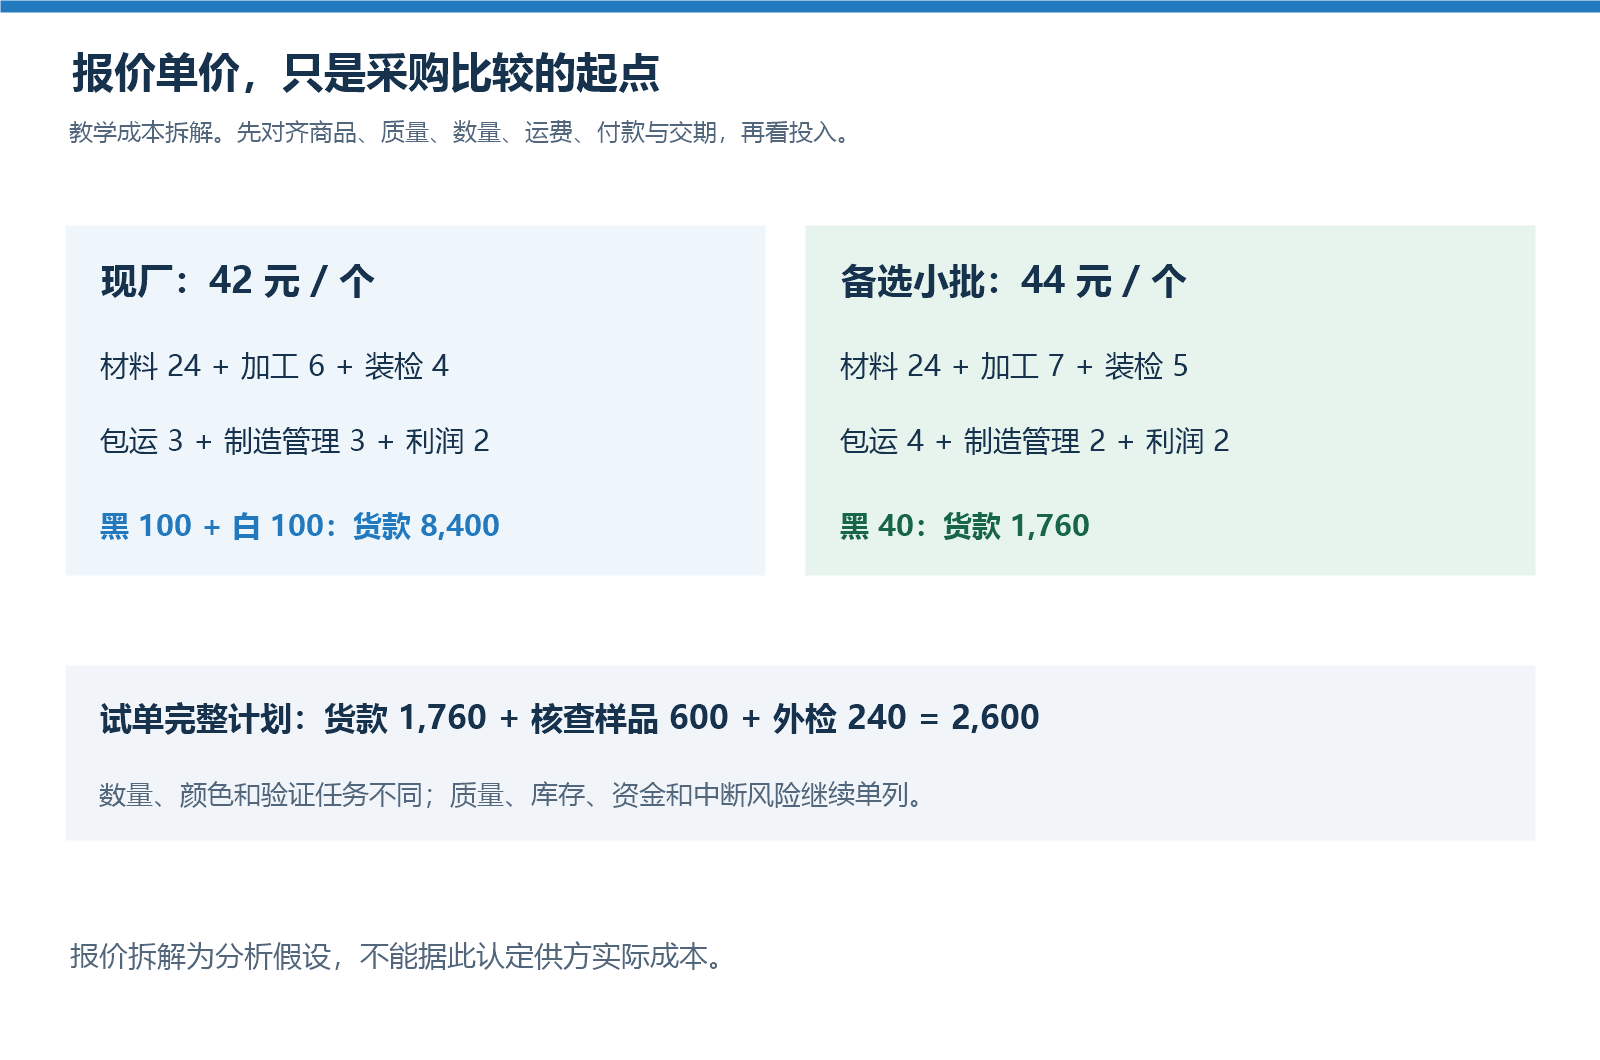 报价单价，只是采购比较的起点
教学成本拆解。先对齐商品、质量、数量、运费、付款与交期，再看投入。
现厂：42 元 / 个
材料 24 + 加工 6 + 装检 4
包运 3 + 制造管理 3 + 利润 2
黑 100 + 白 100：货款 8,400
备选小批：44 元 / 个
材料 24 + 加工 7 + 装检 5
包运 4 + 制造管理 2 + 利润 2
黑 40：货款 1,760
试单完整计划：货款 1,760 + 核查样品 600 + 外检 240 = 2,600
数量、颜色和验证任务不同；质量、库存、资金和中断风险继续单列。
报价拆解为分析假设，不能据此认定供方实际成本。